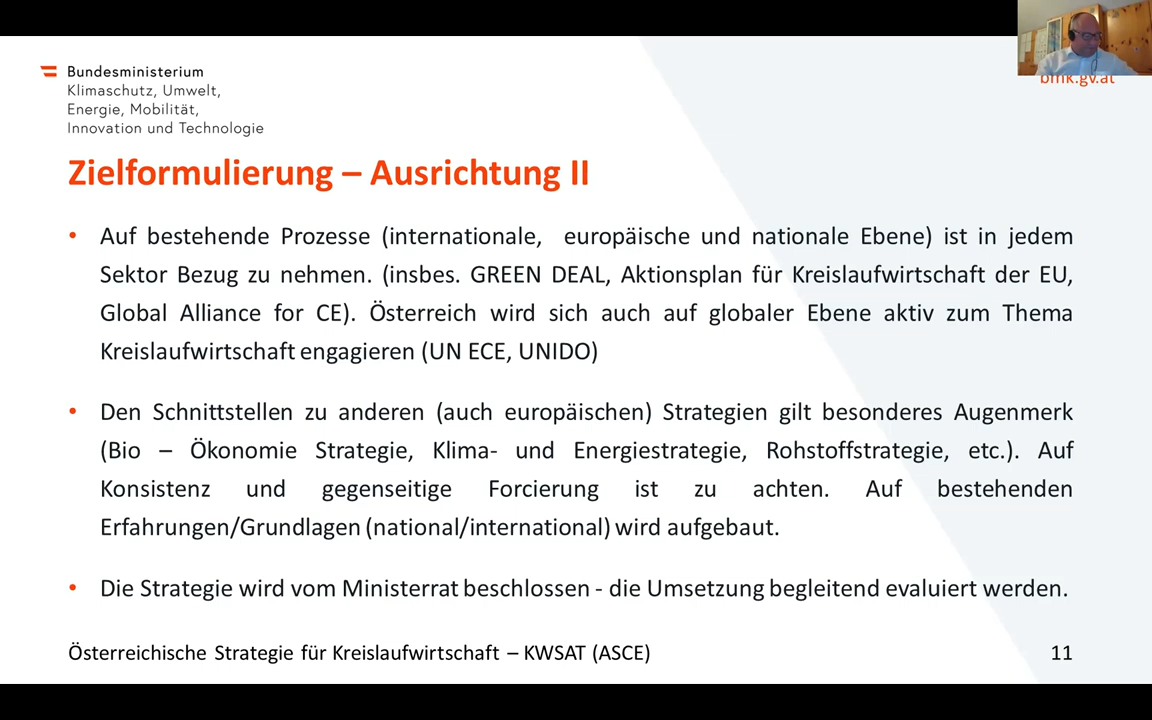 Bundesministerium
Klimaschutz, Umwelt,
Energie, Mobilität,
Innovation und Technologie
bmk.gv.at
Zielformulierung – Ausrichtung II
• Auf bestehende Prozesse (internationale, europäische und nationale Ebene) ist in jedem
Sektor Bezug zu nehmen. (insbes. GREEN DEAL, Aktionsplan für Kreislaufwirtschaft der EU,
Global Alliance for CE). Österreich wird sich auch auf globaler Ebene aktiv zum Thema
Kreislaufwirtschaft engagieren (UN ECE, UNIDO)
• Den Schnittstellen zu anderen (auch europäischen) Strategien gilt besonderes Augenmerk
(Bio – Ökonomie Strategie, Klima- und Energiestrategie, Rohstoffstrategie, etc.). Auf
Konsistenz und gegenseitige Forcierung ist zu achten. Auf bestehenden
Erfahrungen/Grundlagen (national/international) wird aufgebaut.
• Die Strategie wird vom Ministerrat beschlossen - die Umsetzung begleitend evaluiert werden.
Österreichische Strategie für Kreislaufwirtschaft – KWSAT (ASCE)
11